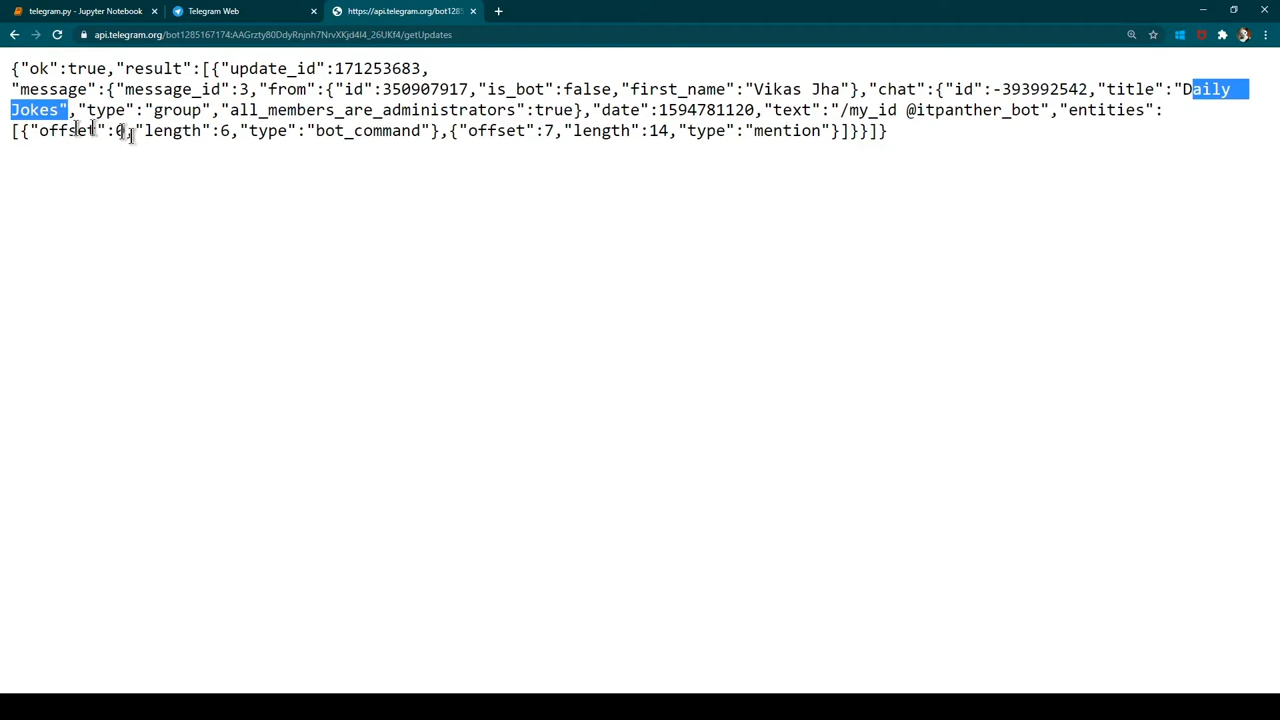 telegram.py - Jupyter Notebook
Telegram Web
https://api.telegram.org/bot1285
api.telegram.org/bot1285167174:AAGrzty80DdyRnjnh7NrvXKjd4l4_26UKf4/getUpdates
{"ok":true,"result":[{"update_id":171253683,
"message":{"message_id":3,"from":{"id":350907917,"is_bot":false,"first_name":"Vikas Jha"},"chat":{"id":-393992542,"title":"Daily
Jokes","type":"group","all_members_are_administrators":true},"date":1594781120,"text":"/my_id @itpanther_bot","entities":
[{"offset":0,"length":6,"type":"bot_command"},{"offset":7,"length":14,"type":"mention"}]}}]}